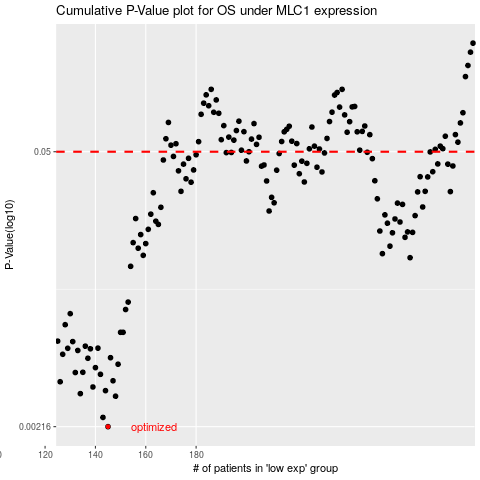 Cumulative P-Value plot for OS under MLC1 expression
P-Value(log10)
0.05
0.00216
optimized
0 120 140 160 180
# of patients in 'low exp' group